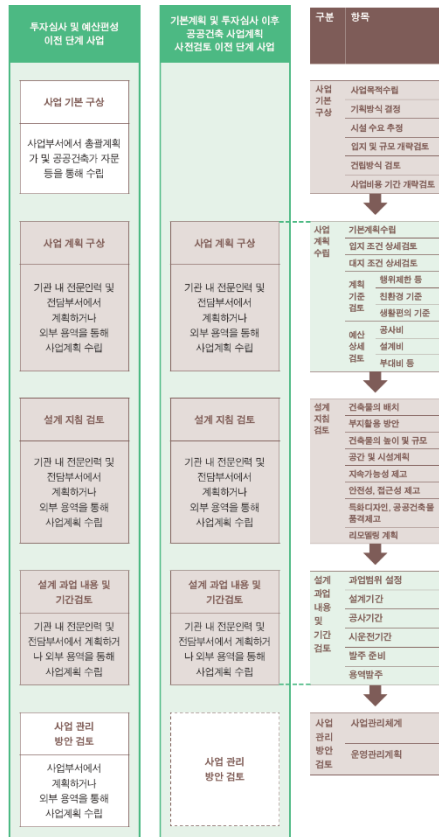 투자심사 및 예산편성
이전 단계 사업
사업 기본 구상
사업부서에서 총괄계획
가 및 공공건축가 자문
등을 통해 수립
사업 계획 구상
기관 내 전문인력 및
전담부서에서
계획하거나
외부 용역을 통해
사업계획 수립
설계 지침 검토
기관 내 전문인력 및
전담부서에서
계획하거나
외부 용역을 통해
사업계획 수립
설계 과업 내용 및
기간검토
기관 내 전문인력 및
전담부서에서 계획하거
나 외부 용역을 통해
사업계획 수립
사업 관리
방안 검토
사업부서에서
계획하거나
외부 용역을 통해
사업계획 수립
기본계획 및 투자심사 이후
공공건축 사업계획
사전검토 이전 단계 사업
사업 계획 구상
기관 내 전문인력 및
전담부서에서
계획하거나
외부 용역을 통해
사업계획 수립
설계 지침 검토
기관 내 전문인력 및
전담부서에서
계획하거나
외부 용역을 통해
사업계획 수립
설계 과업 내용 및
기간검토
기관 내 전문인력 및
전담부서에서 계획하거
나 외부 용역을 통해
사업계획 수립
사업 관리
방안 검토
구분 항목
사업
기본
구상
사업목적수립
기획방식 결정
시설 수요 추정
입지 및 규모 개략검토
건립방식 검토
사업비용 기간 개략검토
사업
계획
수립
기본계획수립
입지 조건 상세검토
대지 조건 상세검토
계획
기준
검토
행위제한 등
친환경 기준
생활편의 기준
예산
상세
검토
공사비
설계비
부대비 등
설계
지침
검토
건축물의 배치
부지활용 방안
건축물의 높이 및 규모
공간 및 시설계획
지속가능성 제고
안전성, 접근성 제고
특화디자인, 공공건축물
품격제고
리모델링 계획
설계
과업
내용
및
기간
검토
과업범위 설정
설계기간
공사기간
시운전기간
발주 준비
용역발주
사업
관리
방안
검토
사업관리체계
운영관리계획